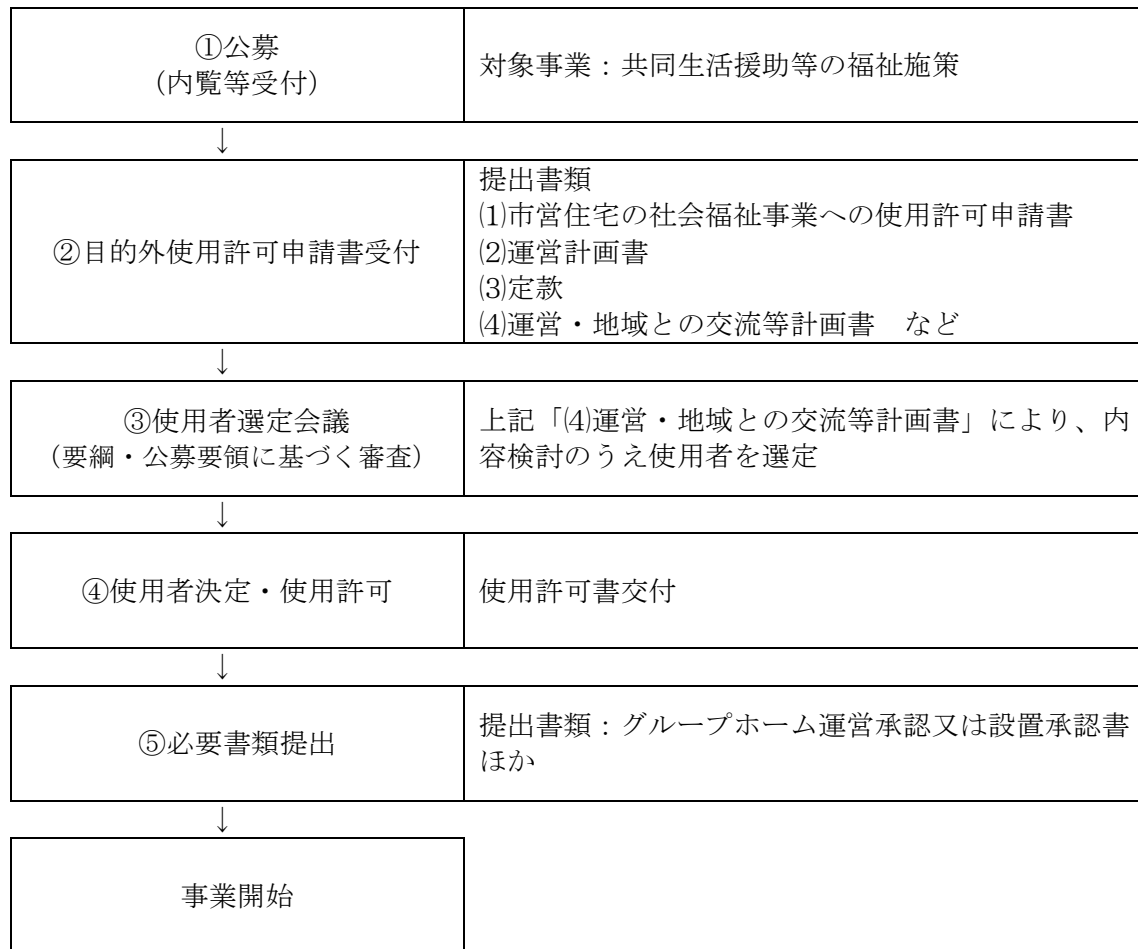 ①公募
(内覧等受付)
対象事業：共同生活援助等の福祉施策
↓
②目的外使用許可申請書受付
提出書類
⑴市営住宅の社会福祉事業への使用許可申請書
⑵運営計画書
⑶定款
⑷運営・地域との交流等計画書　など
↓
③使用者選定会議
(要綱・公募要領に基づく審査)
上記「⑷運営・地域との交流等計画書」により、内
容検討のうえ使用者を選定
↓
④使用者決定・使用許可
使用許可書交付
↓
⑤必要書類提出
提出書類：グループホーム運営承認又は設置承認書
ほか
↓
事業開始